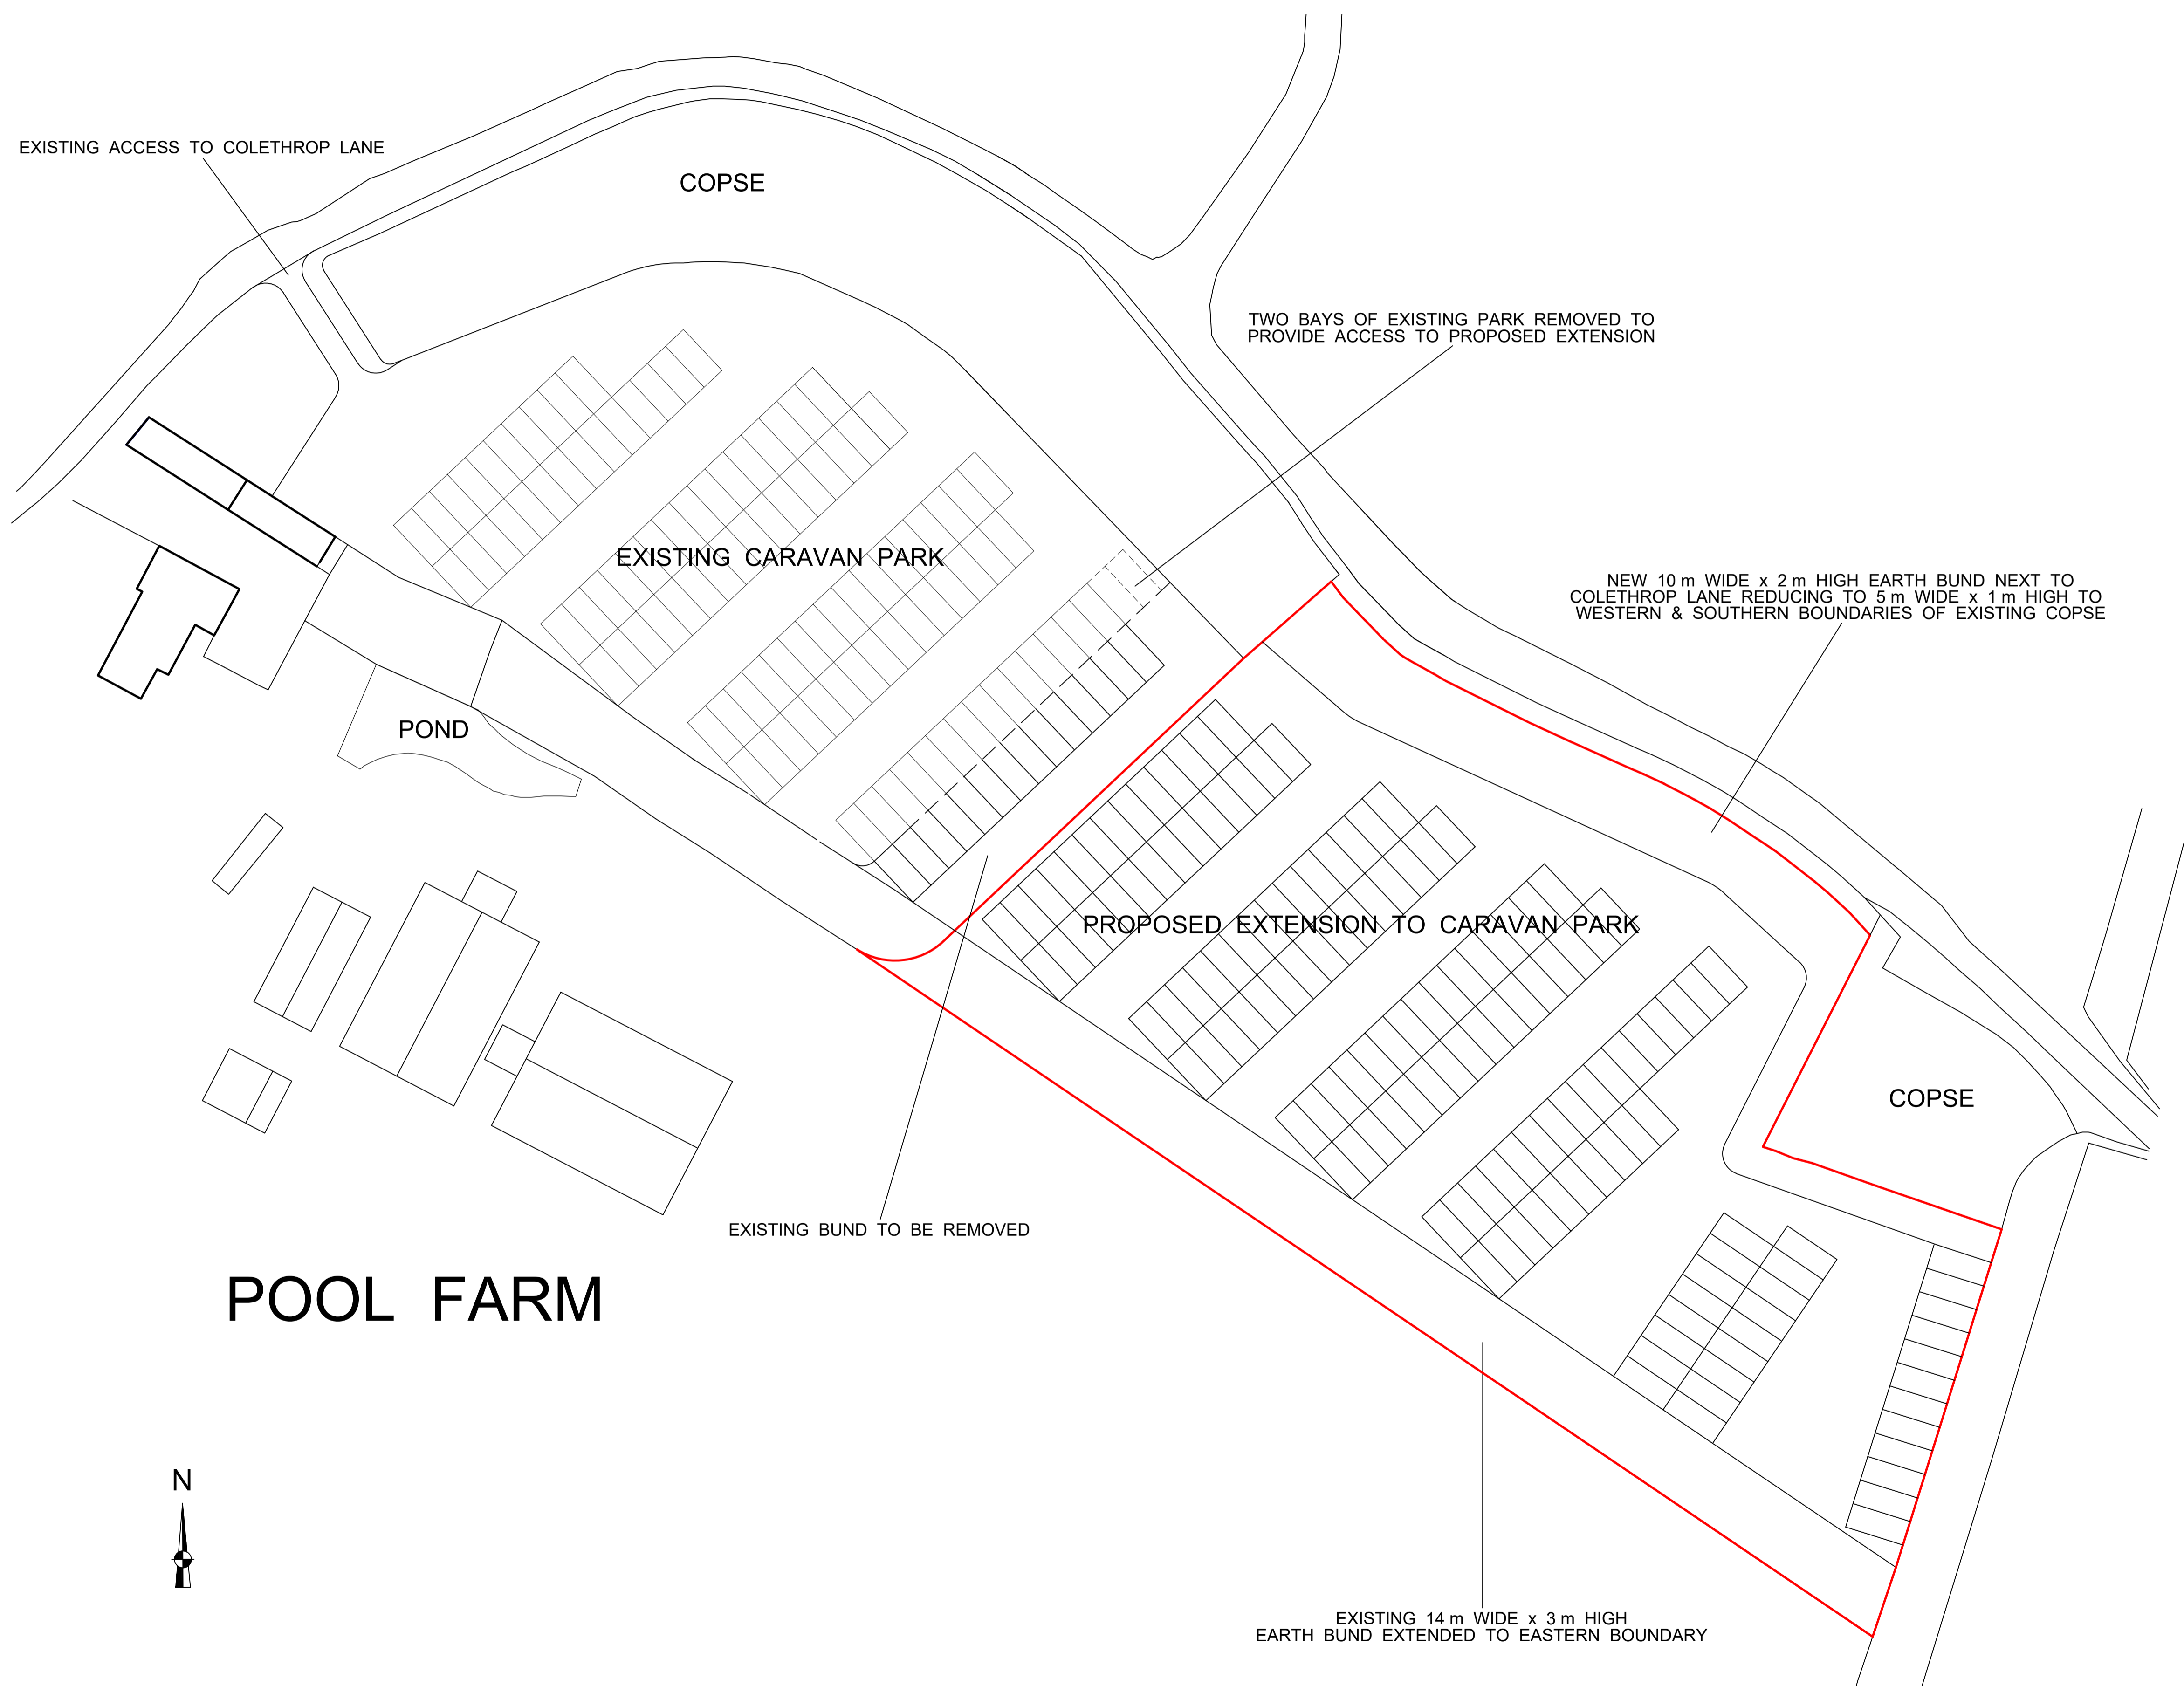 EXISTING ACCESS TO COLETHROP LANE
COPSE
TWO BAYS OF EXISTING PARK REMOVED TO
PROVIDE ACCESS TO PROPOSED EXTENSION
EXISTING CARAVAN PARK
NEW 10 m WIDE x 2 m HIGH EARTH BUND NEXT TO
COLETHROP LANE REDUCING TO 5 m WIDE x 1 m HIGH TO
WESTERN & SOUTHERN BOUNDARIES OF EXISTING COPSE
POND
PROPOSED EXTENSION TO CARAVAN PARK
COPSE
EXISTING BUND TO BE REMOVED
POOL FARM
N
EXISTING 14 m WIDE x 3 m HIGH
EARTH BUND EXTENDED TO EASTERN BOUNDARY